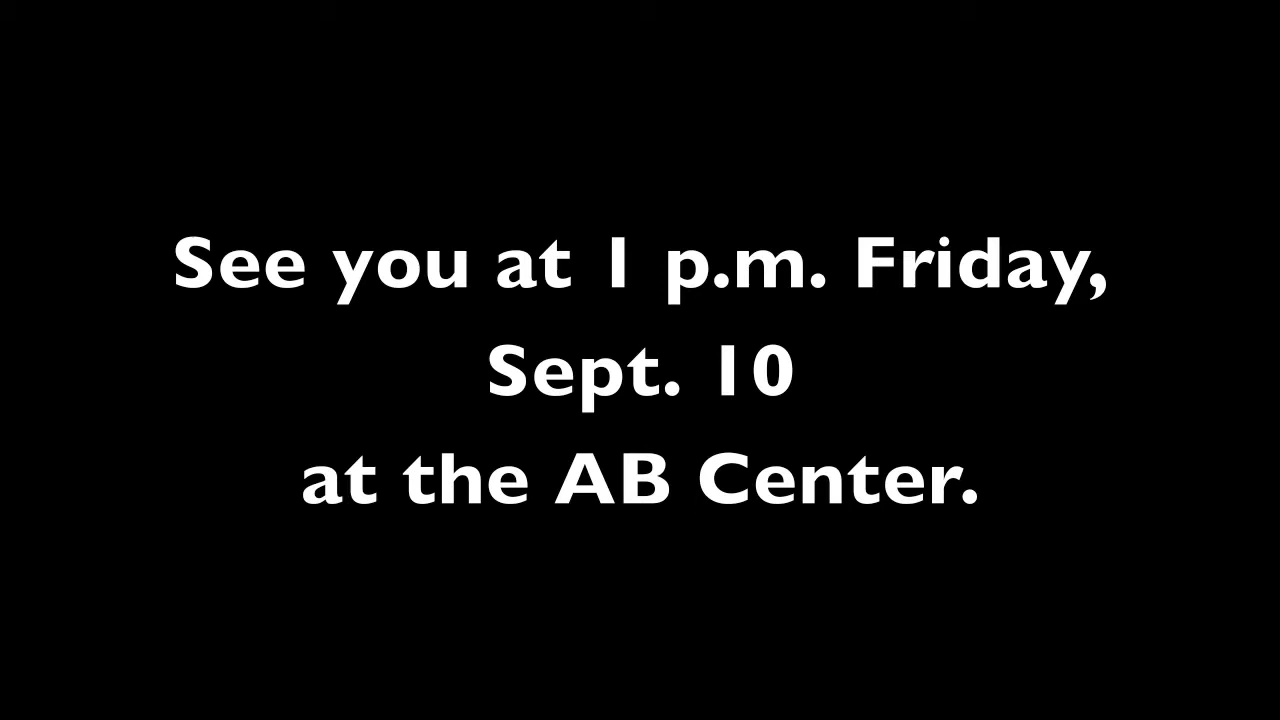 See you at 1 p.m. Friday,
Sept. 10
at the AB Center.